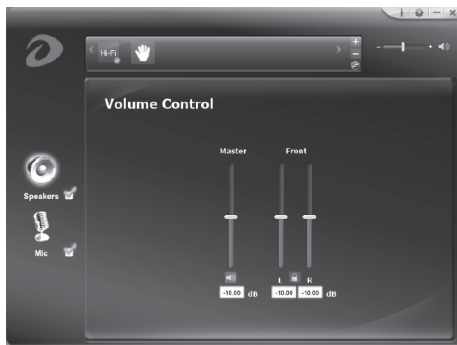 Hi-Fi
Volume Control
Master Front
Speakers
Mic
L R
-10.00 dB -10.00 -10.00 dB